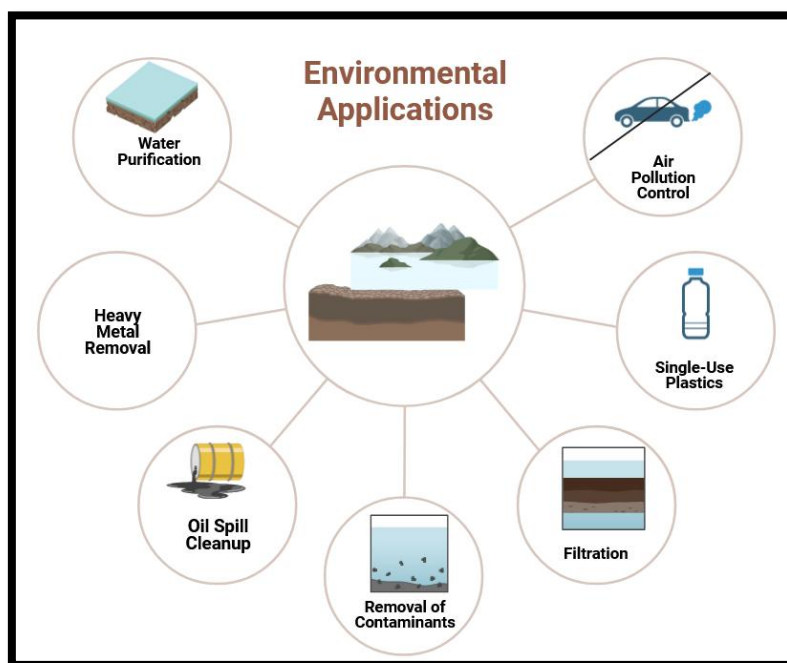 Environmental
Applications
Water
Purification
Air
Pollution
Control
Heavy
Metal
Removal
Single-Use
Plastics
Oil Spill
Cleanup
Filtration
Removal of
Contaminants